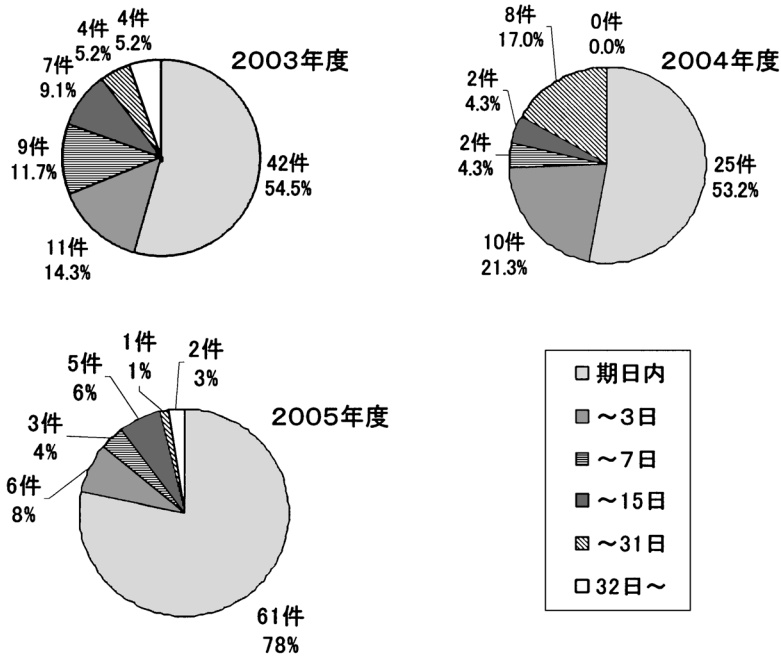 2003年度
4件
5.2%
4件
5.2%
7件
9.1%
9件
11.7%
11件
14.3%
42件
54.5%
2004年度
8件
17.0%
0件
0.0%
2件
4.3%
2件
4.3%
10件
21.3%
25件
53.2%
2005年度
1件
1%
2件
3%
5件
6%
3件
4%
6件
8%
61件
78%
期日内
～3日
～7日
～15日
～31日
32日～